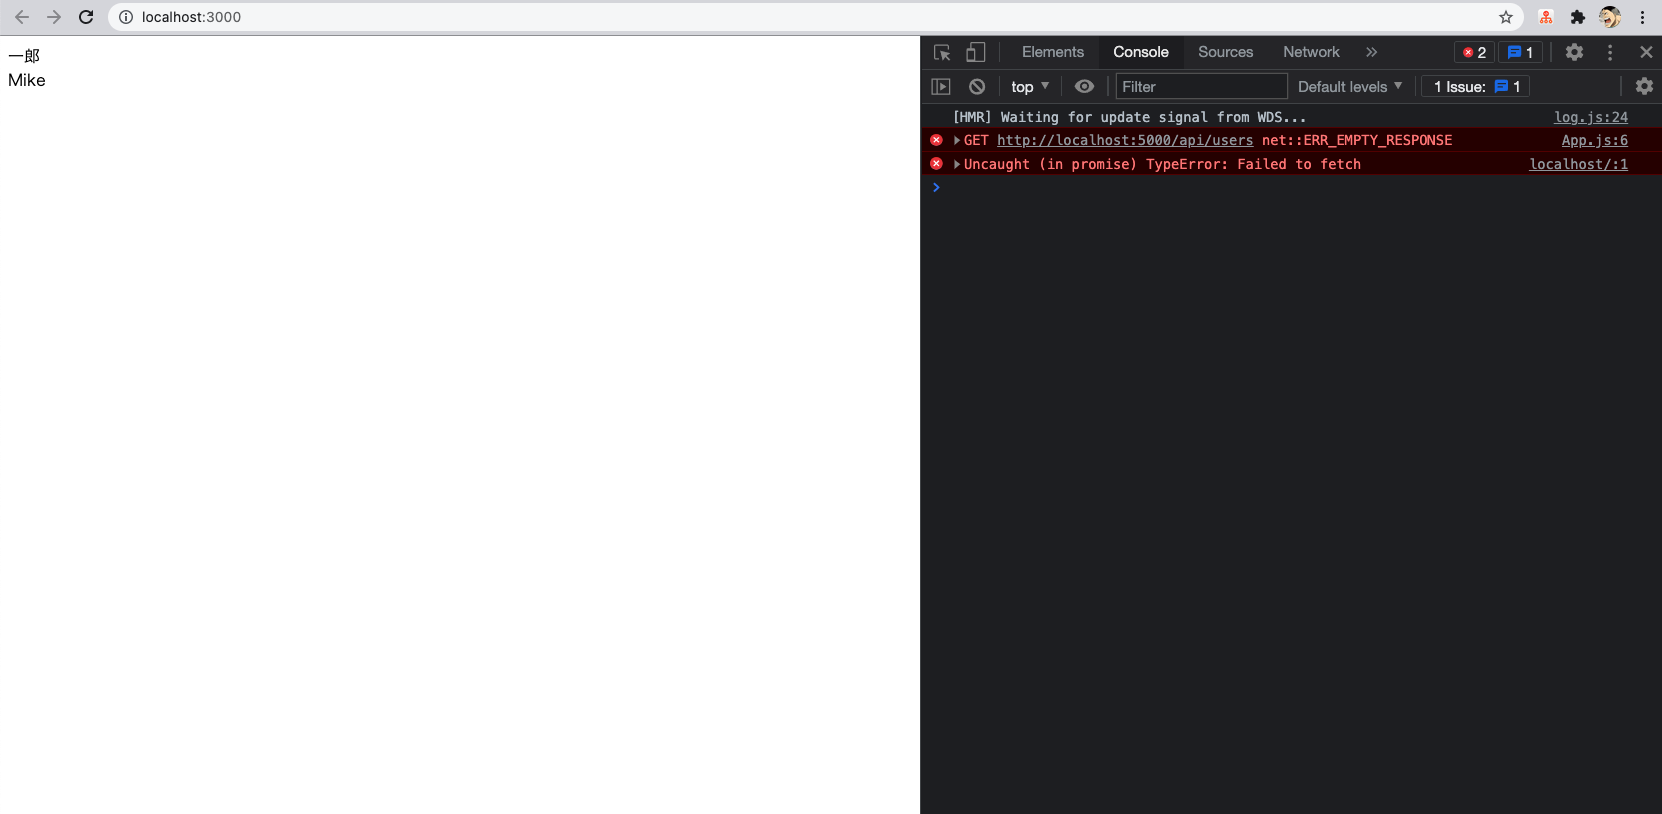 localhost:3000
一郎
Mike
Elements Console Sources Network » 2 1
top Filter Default levels 1 Issue: 1
[HMR] Waiting for update signal from WDS... log.js:24
GET http://localhost:5000/api/users net::ERR_EMPTY_RESPONSE App.js:6
Uncaught (in promise) TypeError: Failed to fetch localhost/:1